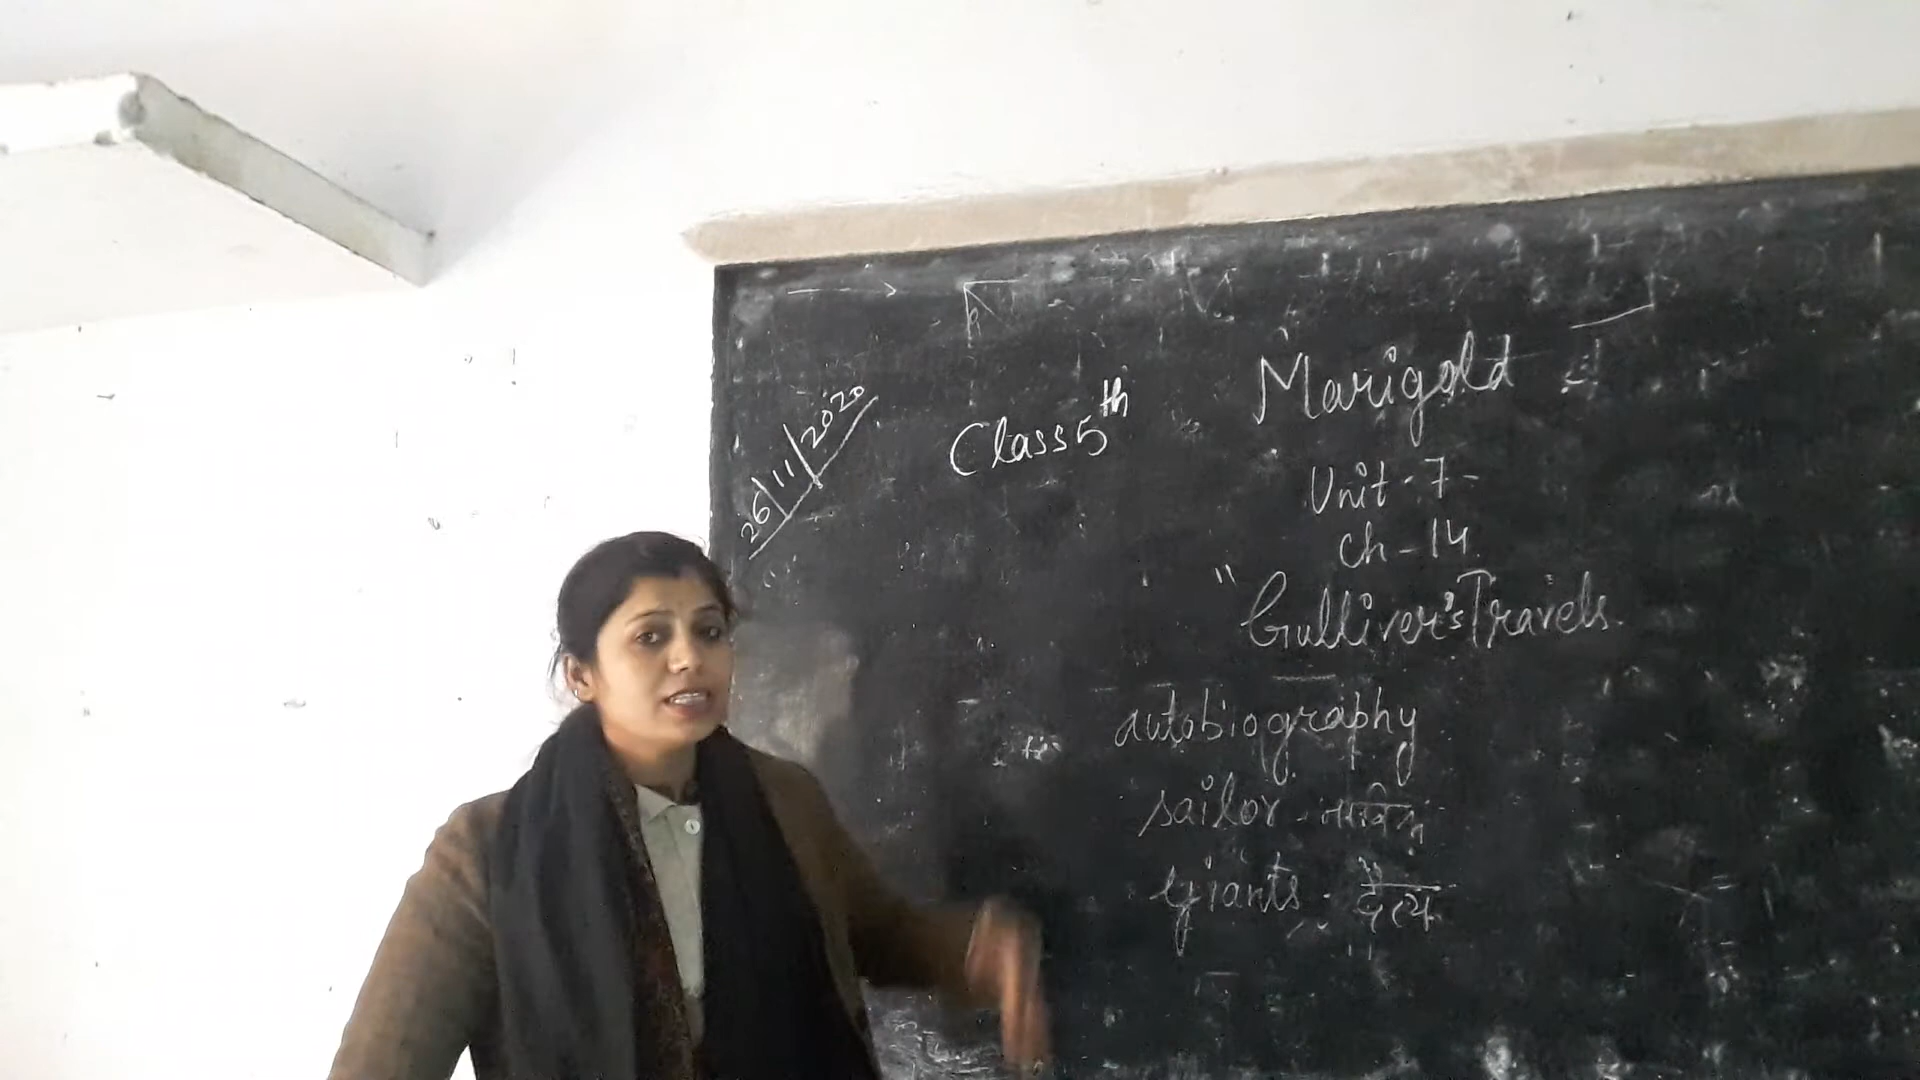 26/11/2020
Class 5th
Marigold
Unit - 7 -
Ch - 14
"Gulliver's Travels
autobiography
sailor - नाविक
Giants - दैत्य